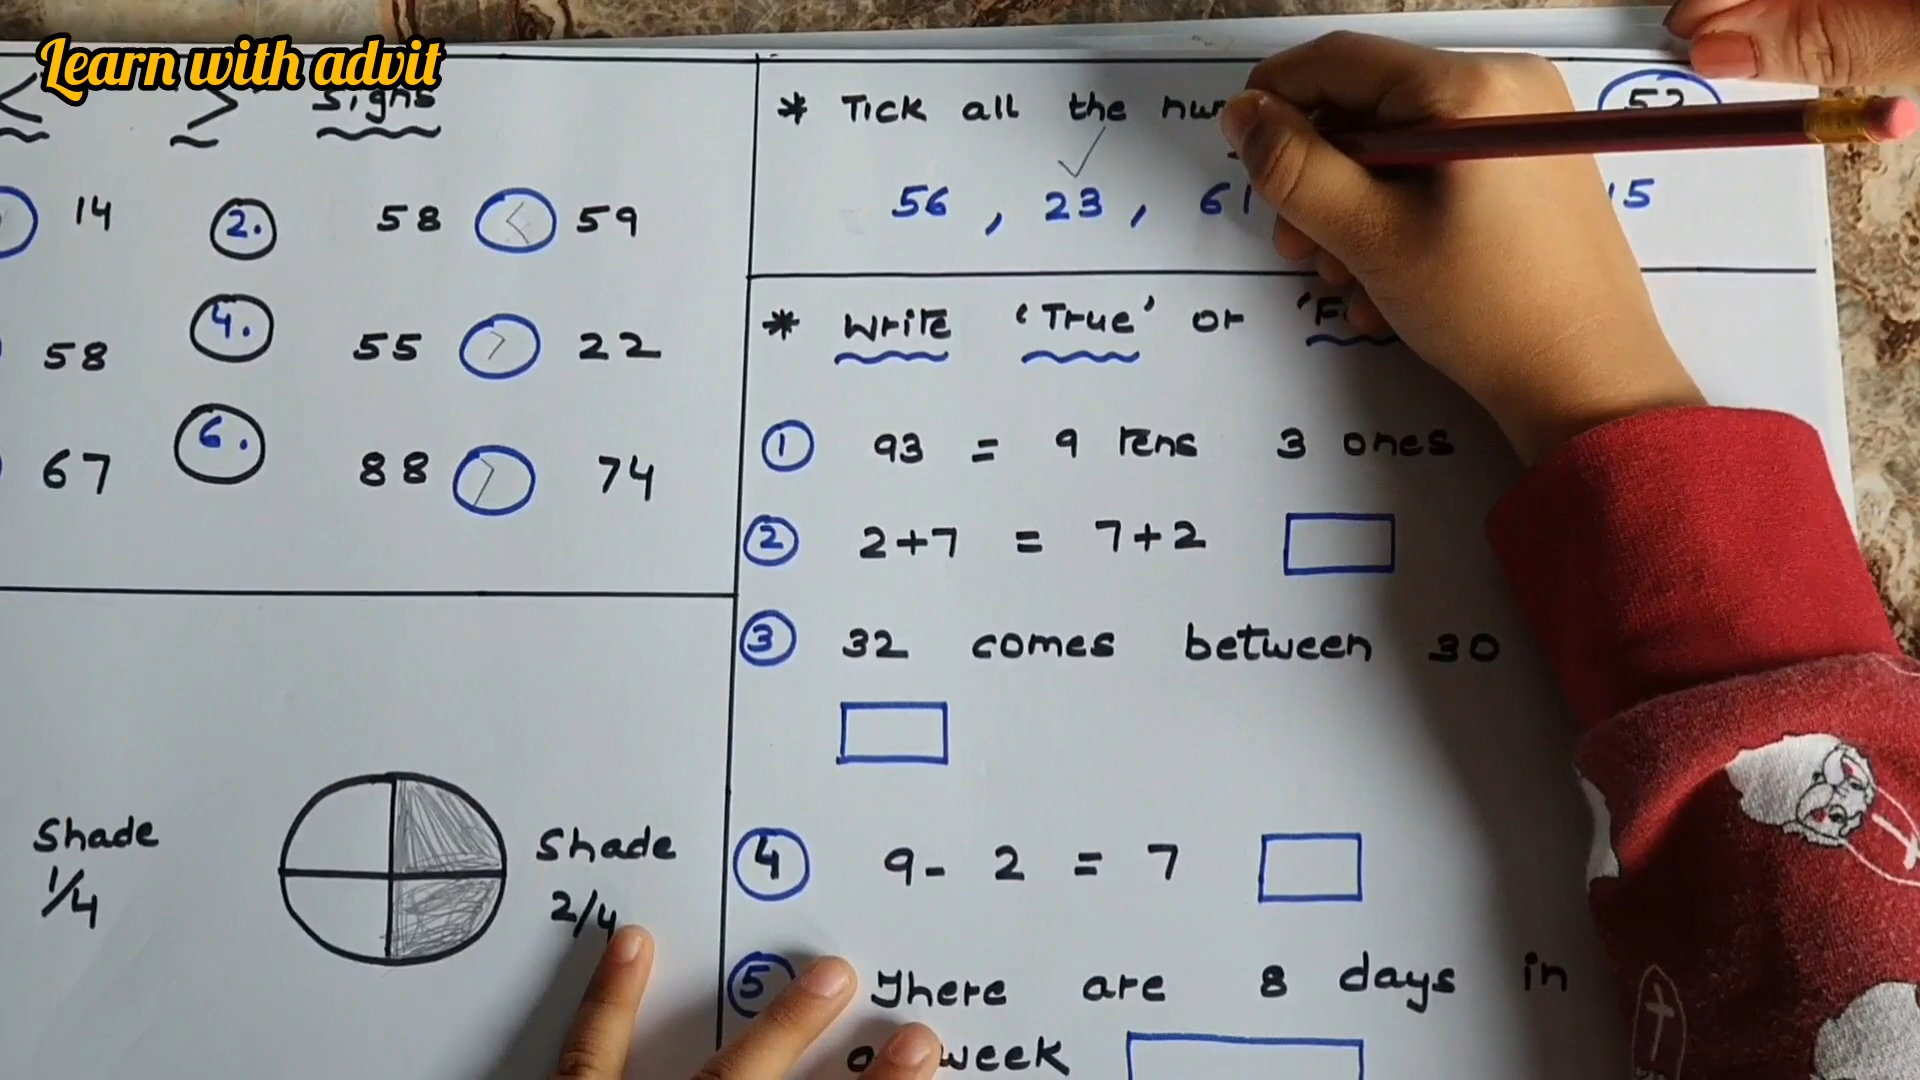 Learn with advit
< > signs
14 2. 58 < 59
58 4. 55 > 22
67 6. 88 > 74
Shade
1/4
Shade
2/4
* Tick all the 52
56 , 23 , 61 15
* Write 'True' or
1 93 = 9 tens 3 ones
2 2+7 = 7+2
3 32 comes between 30
4 9- 2 = 7
5 There are 8 days in
week